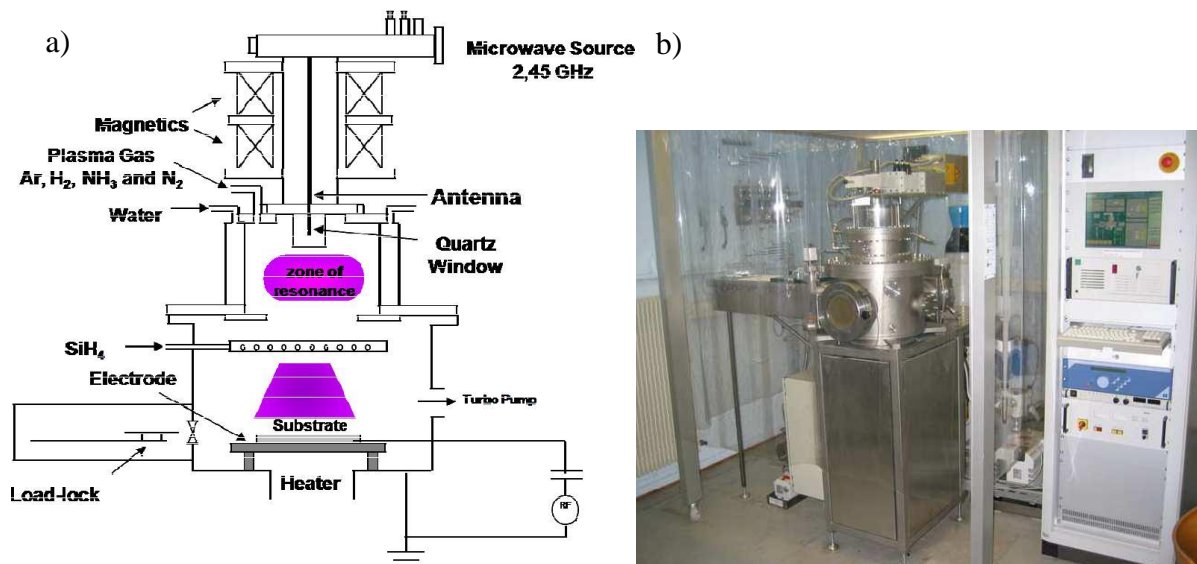 a)
Microwave Source
2,45 GHz
b)
Magnetics
Plasma Gas
Ar, H₂, NH₃ and N₂
Antenna
Water
Quartz
Window
zone of
resonance
SiH₄
Electrode
Turbo Pump
Substrate
Load-lock
Heater
RF